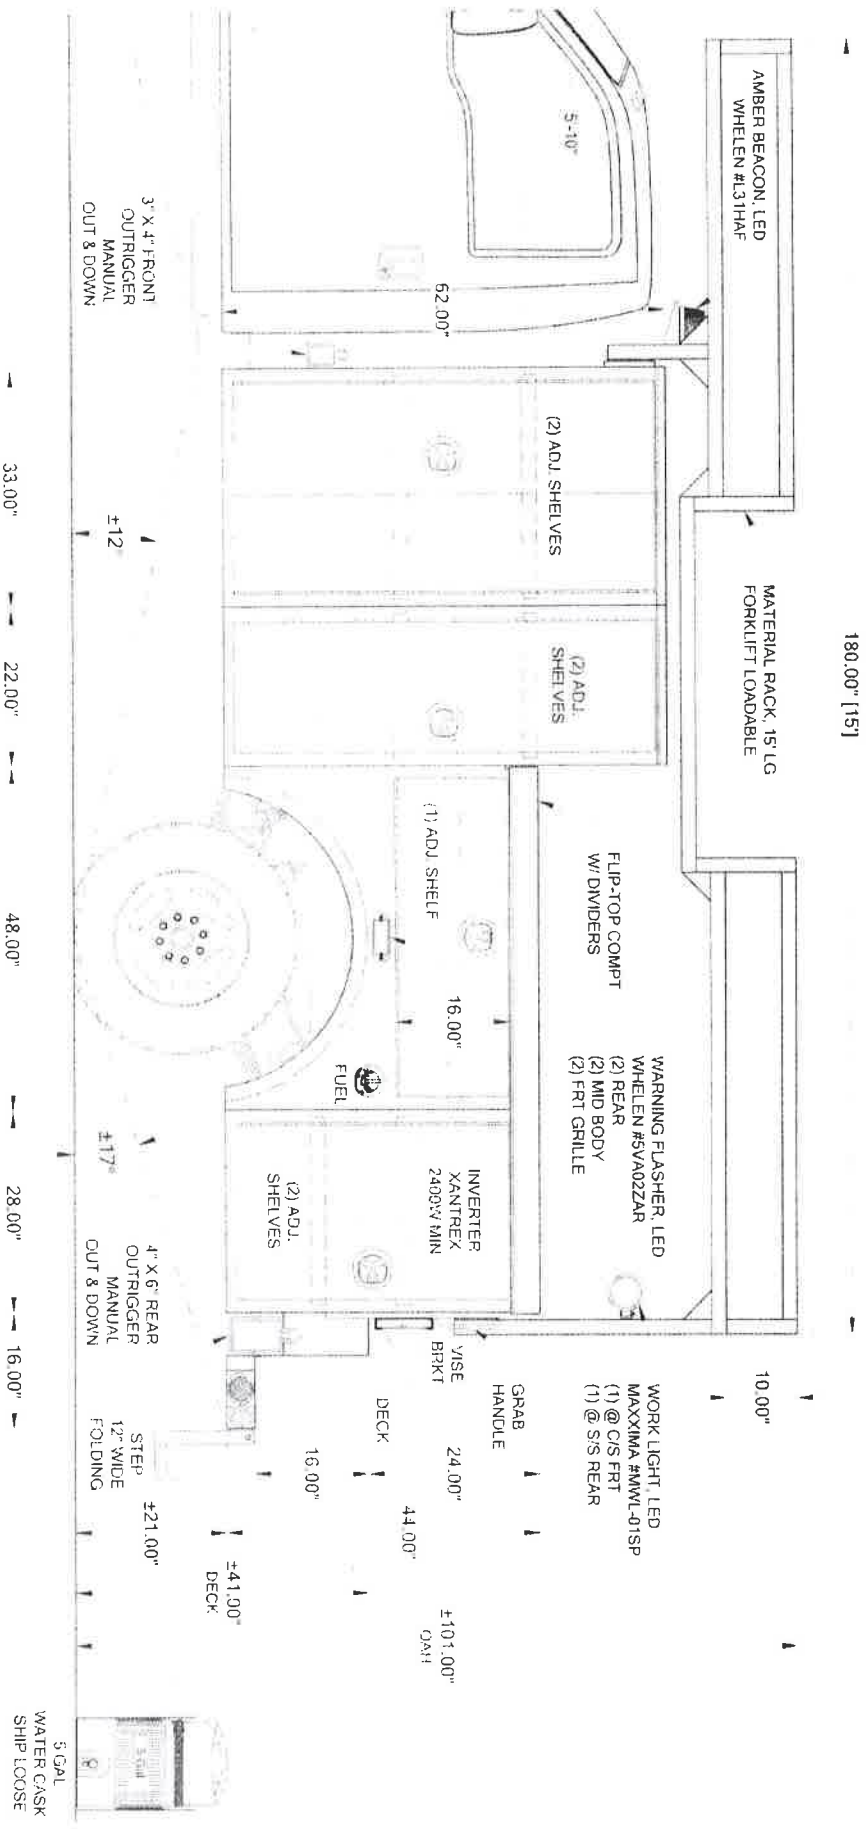 180.00" [15']
AMBER BEACON, LED
WHELEN #L31HAF
MATERIAL RACK, 15' LG
FORKLIFT LOADABLE
10.00"
5'-10"
62.00"
(2) ADJ. SHELVES
(2) ADJ.
SHELVES
FLIP-TOP COMPT
W/ DIVIDERS
WARNING FLASHER, LED
WHELEN #5VA02ZAR
(2) REAR
(2) MID BODY
(2) FRT GRILLE
WORK LIGHT, LED
MAXXIMA #MWL-01SP
(1) @ C/S FRT
(1) @ S/S REAR
(1) ADJ. SHELF
16.00"
FUEL
INVERTER
XANTREX
2400W MIN
(2) ADJ.
SHELVES
GRAB
HANDLE
VISE
BRKT
DECK
24.00"
16.00"
44.00"
±101.00"
OAH
±41.00"
DECK
±21.00"
3" X 4" FRONT
OUTRIGGER
MANUAL
OUT & DOWN
±12"
±17"
4" X 6" REAR
OUTRIGGER
MANUAL
OUT & DOWN
STEP
12" WIDE
FOLDING
5 Gal
5 GAL
WATER CASK
SHIP LOOSE
33.00"
22.00"
48.00"
28.00"
16.00"